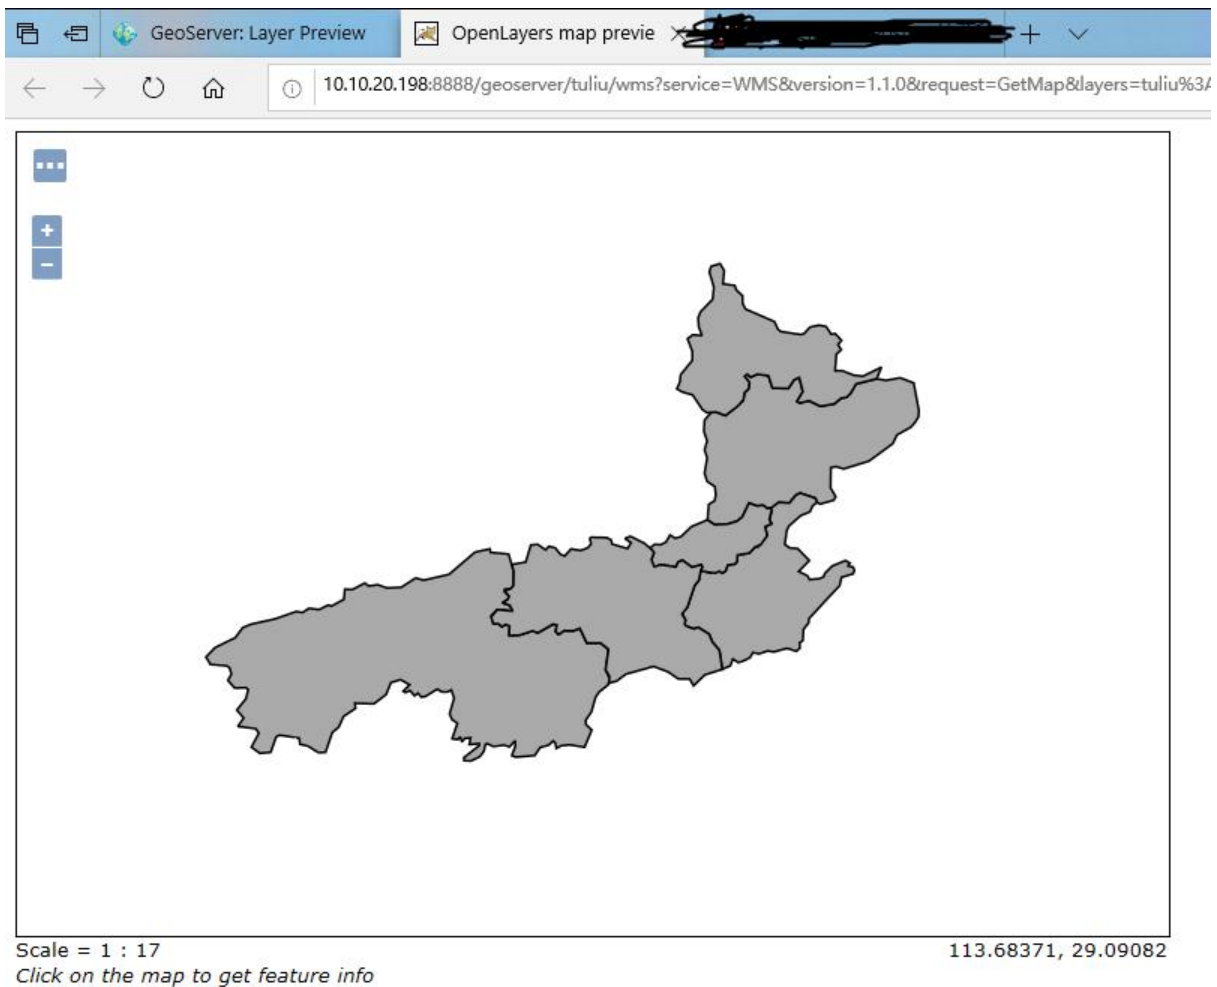 GeoServer: Layer Preview
OpenLayers map previe
10.10.20.198:8888/geoserver/tuliu/wms?service=WMS&version=1.1.0&request=GetMap&layers=tuliu%3A
+
−
Scale = 1 : 17
113.68371, 29.09082
Click on the map to get feature info